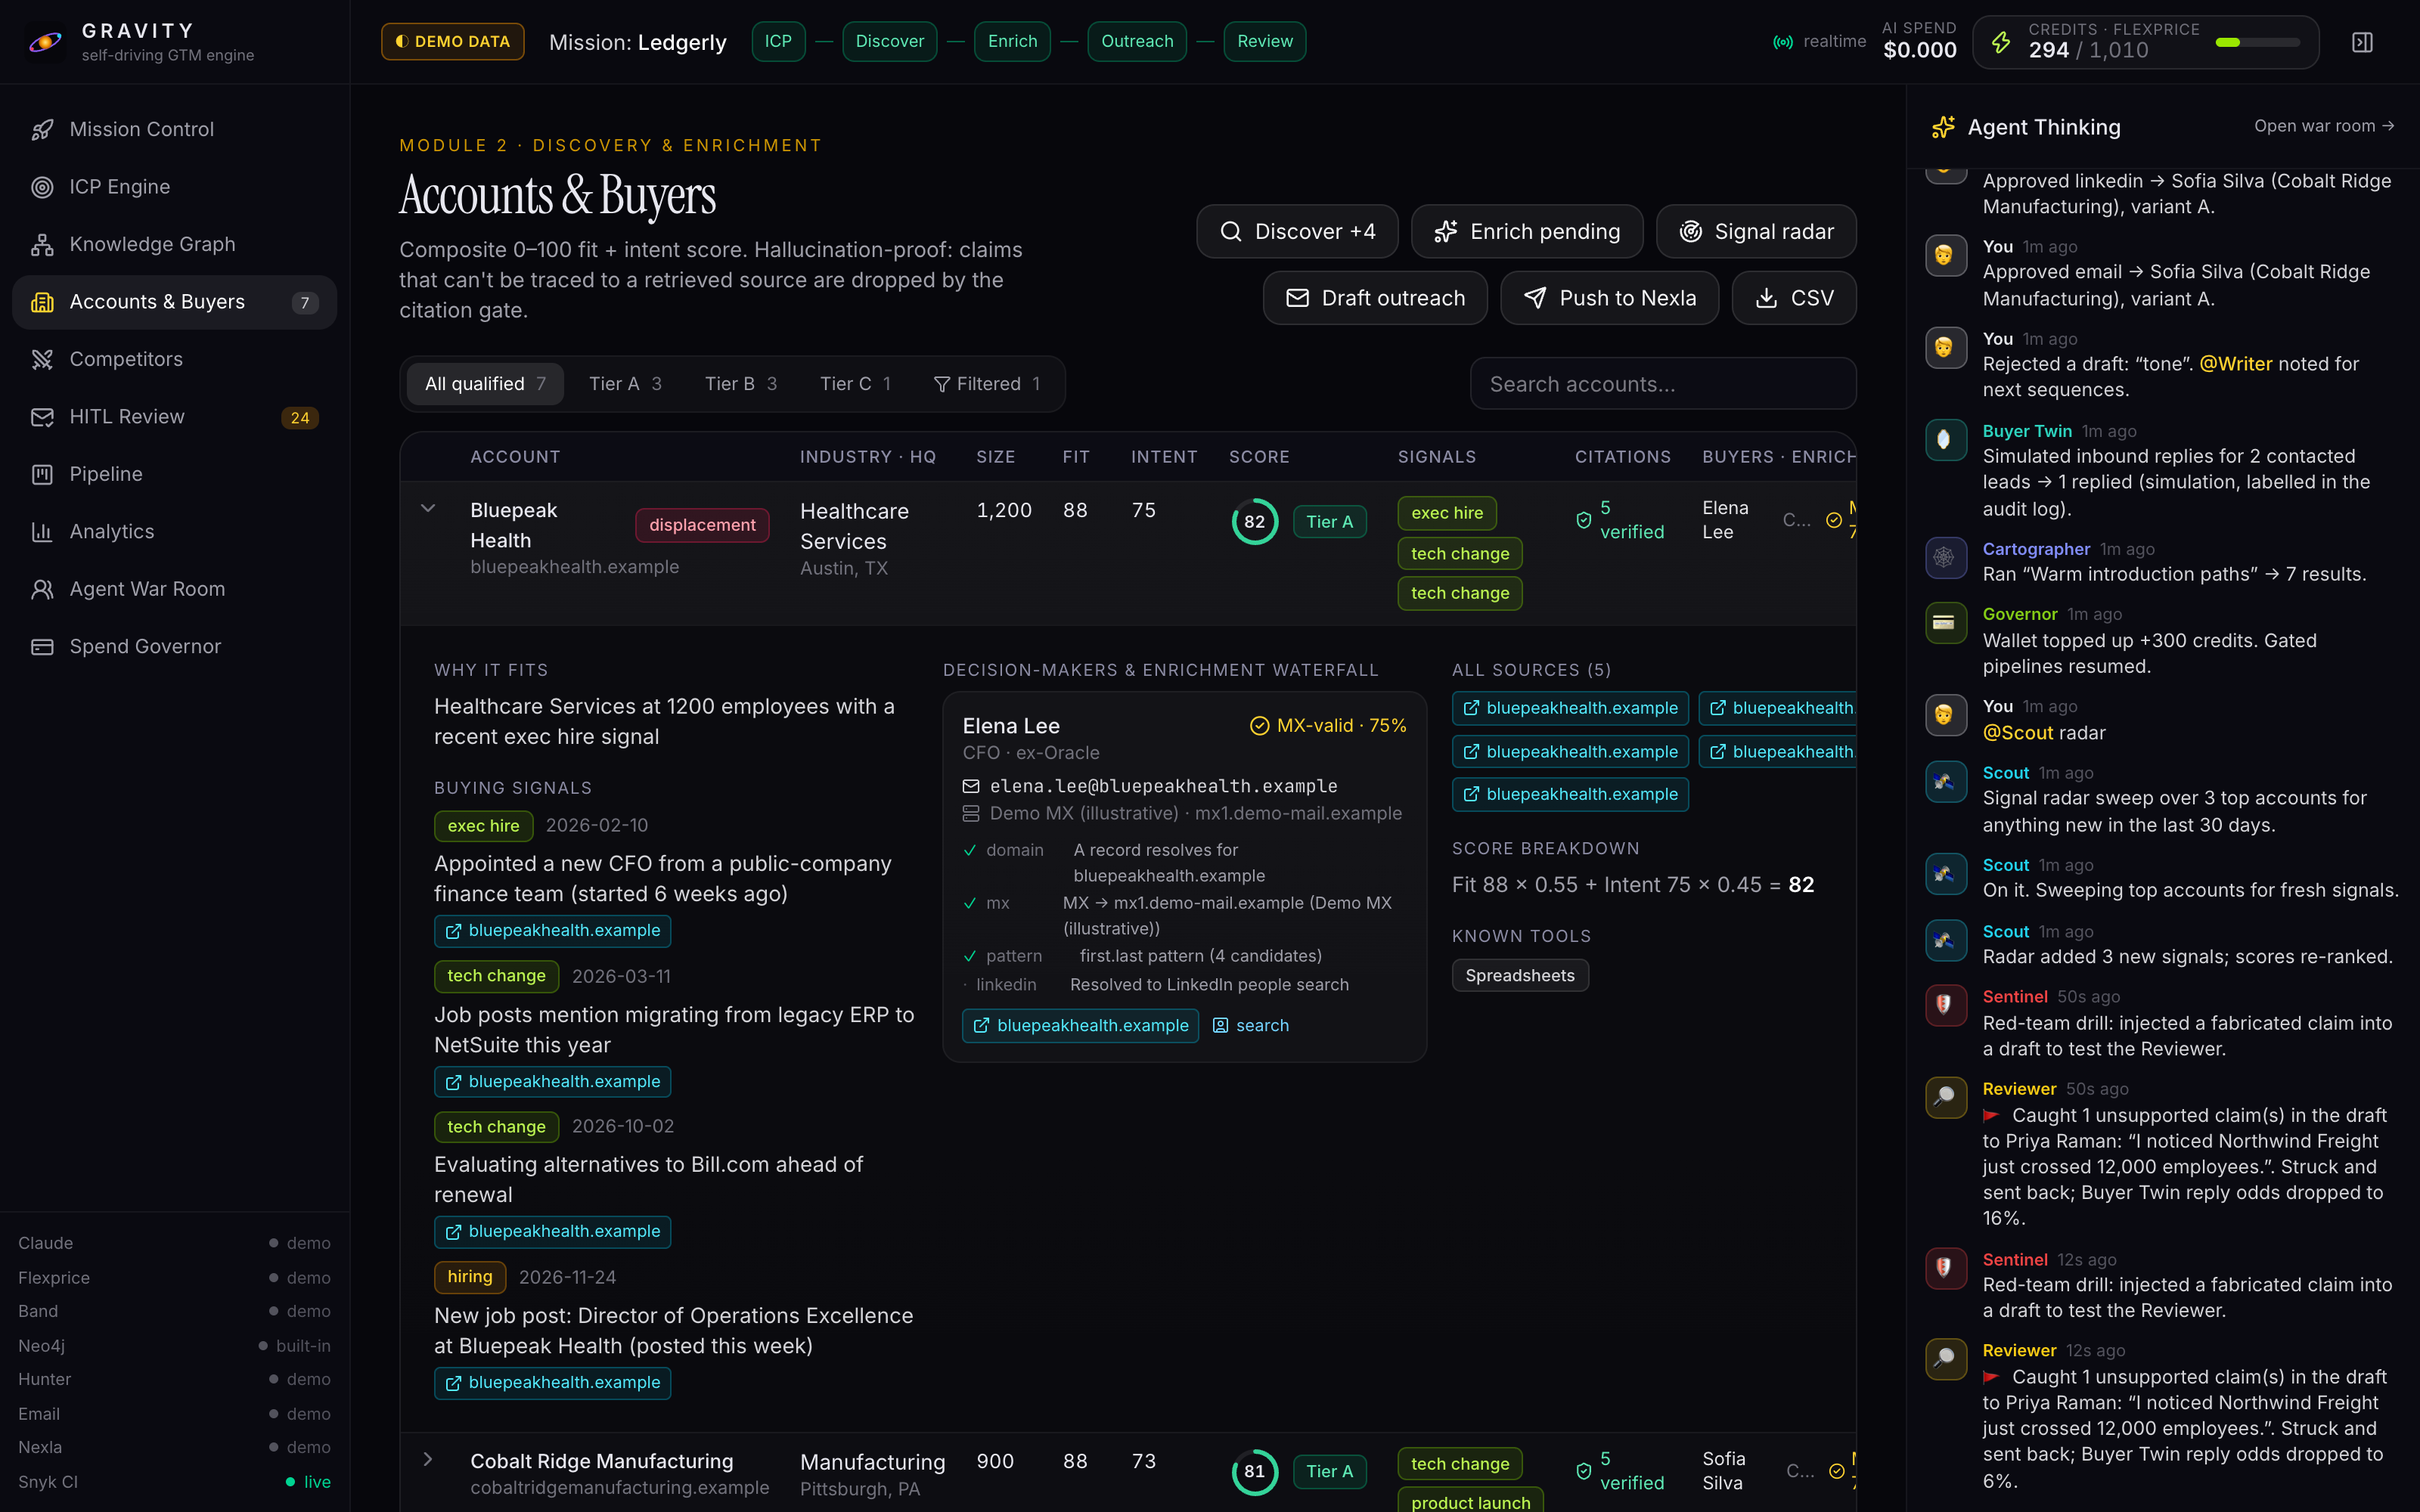 GRAVITY
self-driving GTM engine
DEMO DATA
Mission: Ledgerly
ICP
Discover
Enrich
Outreach
Review
realtime
AI SPEND
$0.000
CREDITS · FLEXPRICE
294 / 1,010
Mission Control
ICP Engine
Knowledge Graph
Accounts & Buyers 7
Competitors
HITL Review 24
Pipeline
Analytics
Agent War Room
Spend Governor
Claude demo
Flexprice demo
Band demo
Neo4j built-in
Hunter demo
Email demo
Nexla demo
Snyk CI live
MODULE 2 · DISCOVERY & ENRICHMENT
Accounts & Buyers
Composite 0–100 fit + intent score. Hallucination-proof: claims
that can't be traced to a retrieved source are dropped by the
citation gate.
Discover +4
Enrich pending
Signal radar
Draft outreach
Push to Nexla
CSV
All qualified 7
Tier A 3
Tier B 3
Tier C 1
Filtered 1
Search accounts...
ACCOUNT INDUSTRY · HQ SIZE FIT INTENT SCORE SIGNALS CITATIONS BUYERS · ENRICH
Bluepeak
Health
bluepeakhealth.example
displacement
Healthcare
Services
Austin, TX
1,200
88
75
82
Tier A
exec hire
tech change
tech change
5
verified
Elena
Lee
C...
WHY IT FITS
Healthcare Services at 1200 employees with a
recent exec hire signal
BUYING SIGNALS
exec hire 2026-02-10
Appointed a new CFO from a public-company
finance team (started 6 weeks ago)
bluepeakhealth.example
tech change 2026-03-11
Job posts mention migrating from legacy ERP to
NetSuite this year
bluepeakhealth.example
tech change 2026-10-02
Evaluating alternatives to Bill.com ahead of
renewal
bluepeakhealth.example
hiring 2026-11-24
New job post: Director of Operations Excellence
at Bluepeak Health (posted this week)
bluepeakhealth.example
DECISION-MAKERS & ENRICHMENT WATERFALL
Elena Lee
MX-valid · 75%
CFO · ex-Oracle
elena.lee@bluepeakhealth.example
Demo MX (illustrative) · mx1.demo-mail.example
domain A record resolves for
bluepeakhealth.example
mx MX → mx1.demo-mail.example (Demo MX
(illustrative))
pattern first.last pattern (4 candidates)
· linkedin Resolved to LinkedIn people search
bluepeakhealth.example
search
ALL SOURCES (5)
bluepeakhealth.example bluepeakhealth.
bluepeakhealth.example bluepeakhealth.
bluepeakhealth.example
SCORE BREAKDOWN
Fit 88 × 0.55 + Intent 75 × 0.45 = 82
KNOWN TOOLS
Spreadsheets
Cobalt Ridge Manufacturing
cobaltridgemanufacturing.example
Manufacturing
Pittsburgh, PA
900
88
73
81
Tier A
tech change
product launch
5
verified
Sofia
Silva
C...
Agent Thinking
Open war room →
Approved linkedin → Sofia Silva (Cobalt Ridge
Manufacturing), variant A.
You 1m ago
Approved email → Sofia Silva (Cobalt Ridge
Manufacturing), variant A.
You 1m ago
Rejected a draft: “tone”. @Writer noted for
next sequences.
Buyer Twin 1m ago
Simulated inbound replies for 2 contacted
leads → 1 replied (simulation, labelled in the
audit log).
Cartographer 1m ago
Ran “Warm introduction paths” → 7 results.
Governor 1m ago
Wallet topped up +300 credits. Gated
pipelines resumed.
You 1m ago
@Scout radar
Scout 1m ago
Signal radar sweep over 3 top accounts for
anything new in the last 30 days.
Scout 1m ago
On it. Sweeping top accounts for fresh signals.
Scout 1m ago
Radar added 3 new signals; scores re-ranked.
Sentinel 50s ago
Red-team drill: injected a fabricated claim into
a draft to test the Reviewer.
Reviewer 50s ago
Caught 1 unsupported claim(s) in the draft
to Priya Raman: “I noticed Northwind Freight
just crossed 12,000 employees.”. Struck and
sent back; Buyer Twin reply odds dropped to
16%.
Sentinel 12s ago
Red-team drill: injected a fabricated claim into
a draft to test the Reviewer.
Reviewer 12s ago
Caught 1 unsupported claim(s) in the draft
to Priya Raman: “I noticed Northwind Freight
just crossed 12,000 employees.”. Struck and
sent back; Buyer Twin reply odds dropped to
6%.